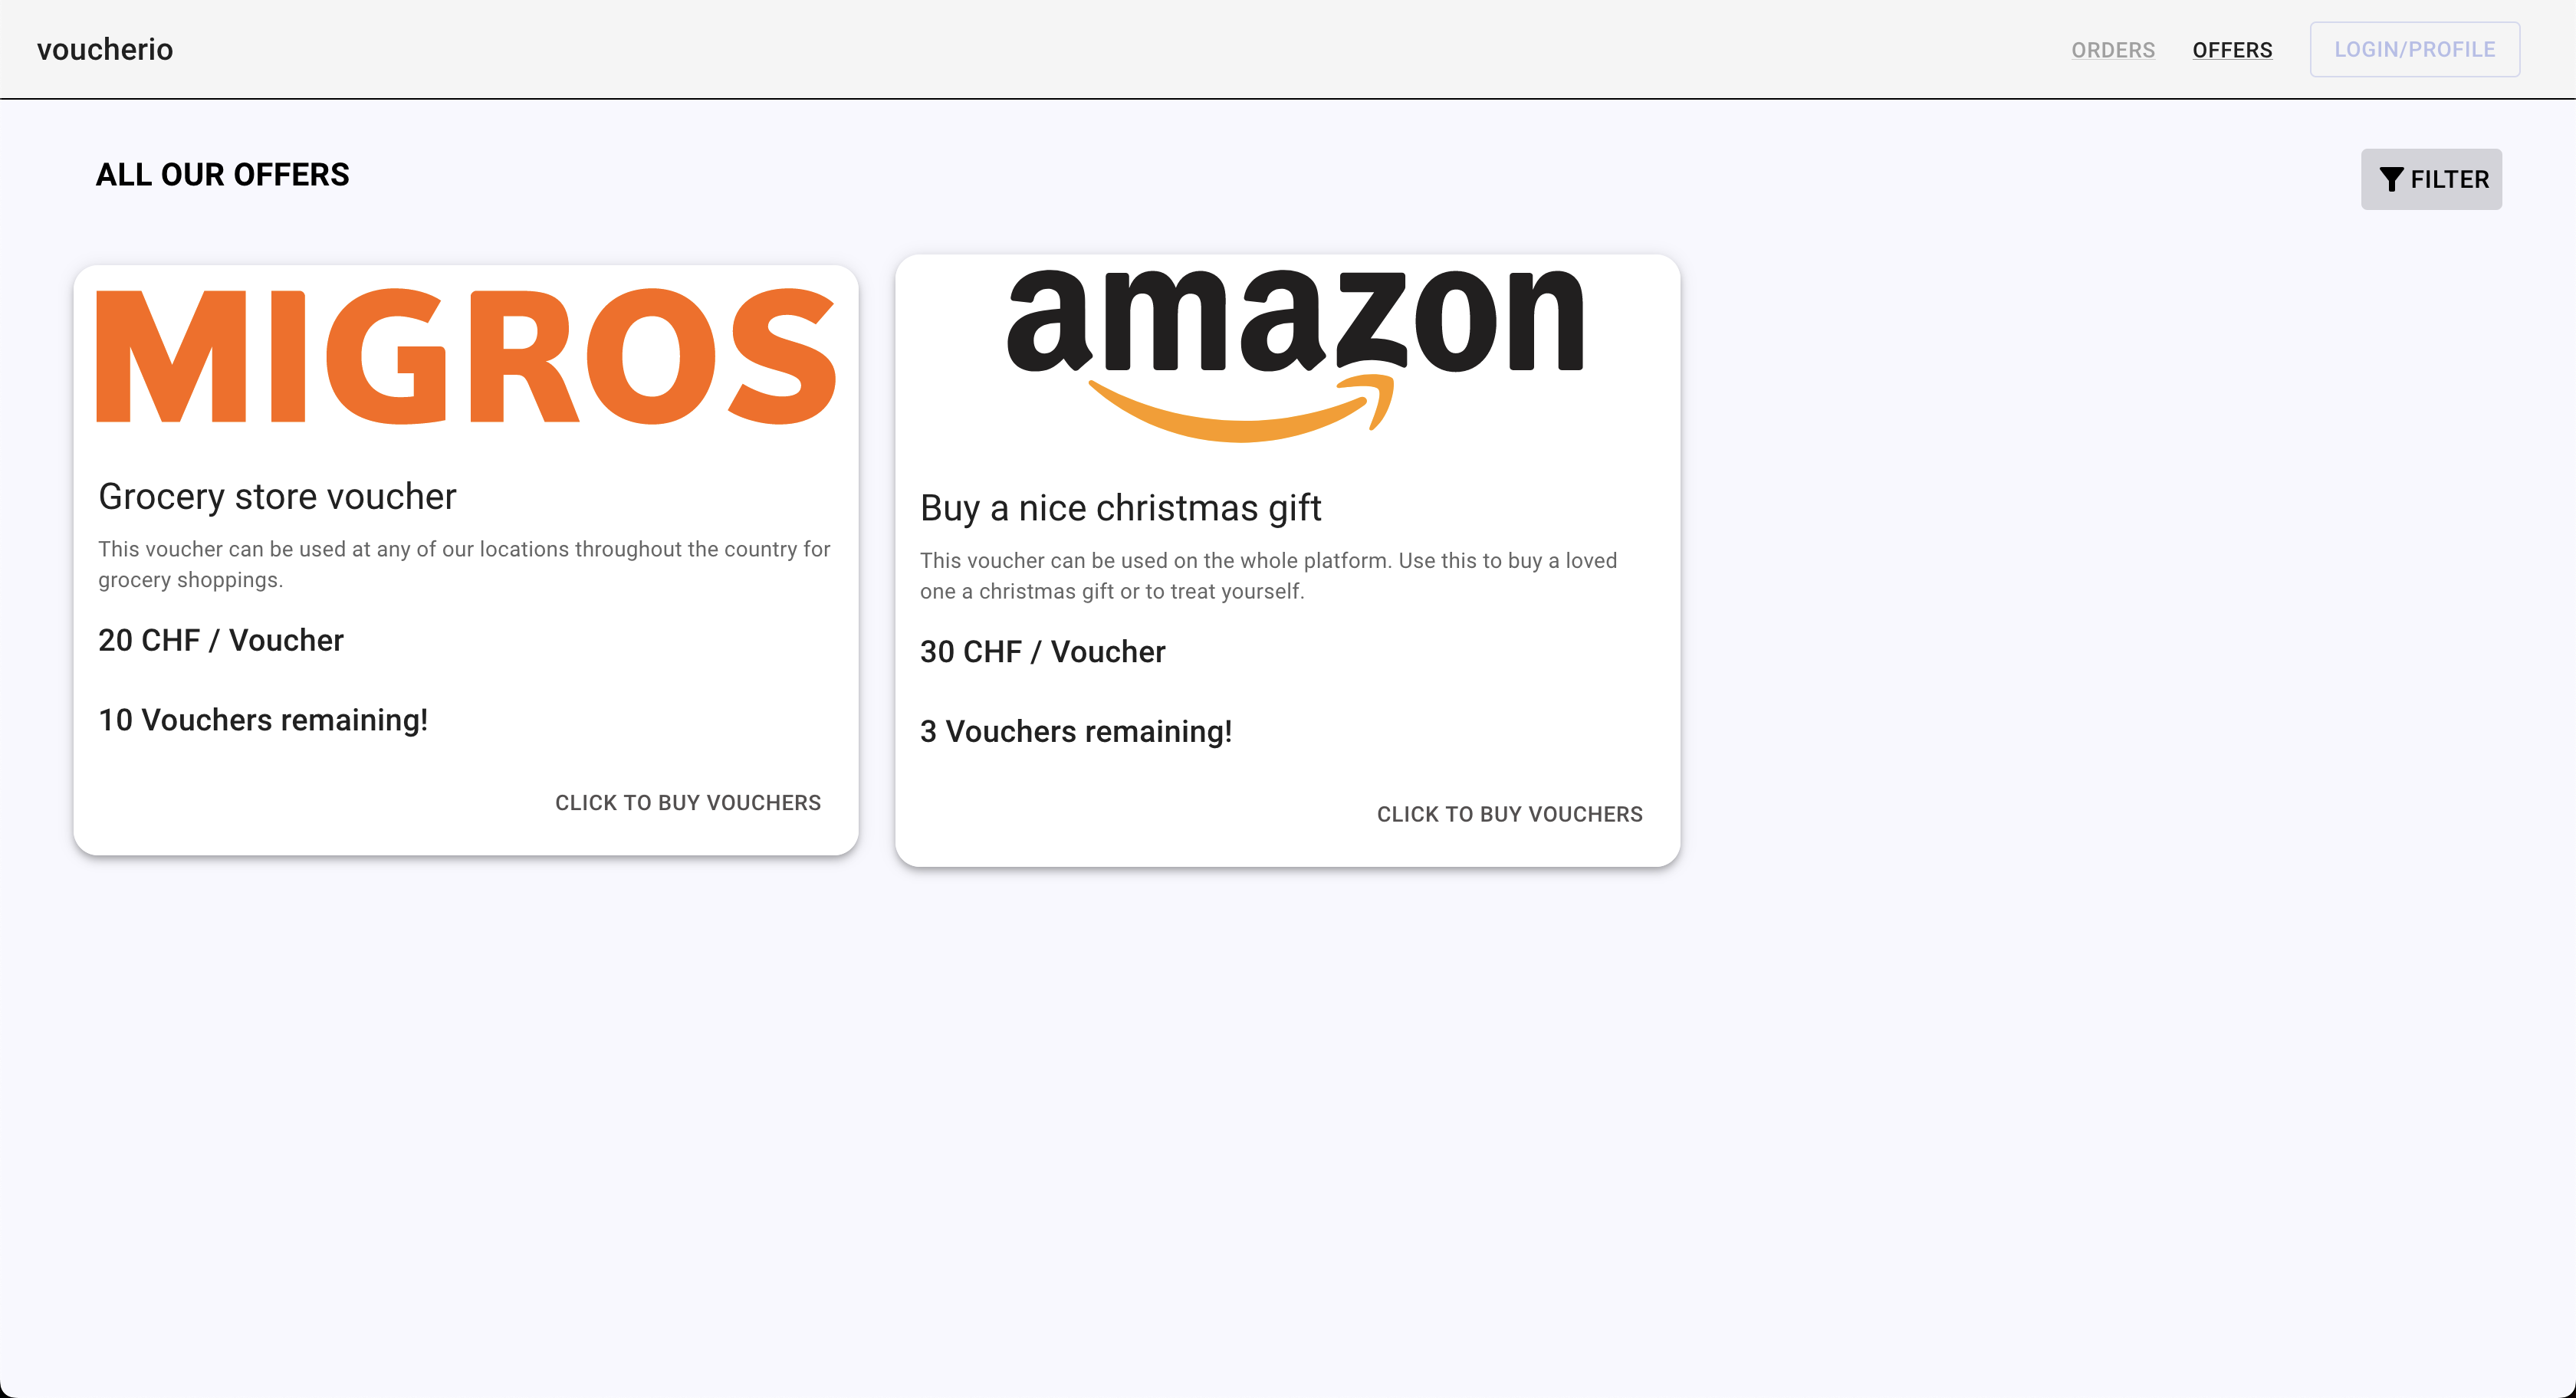 voucherio
ORDERS OFFERS LOGIN/PROFILE
ALL OUR OFFERS
FILTER
MIGROS
Grocery store voucher
This voucher can be used at any of our locations throughout the country for
grocery shoppings.
20 CHF / Voucher
10 Vouchers remaining!
CLICK TO BUY VOUCHERS
amazon
Buy a nice christmas gift
This voucher can be used on the whole platform. Use this to buy a loved
one a christmas gift or to treat yourself.
30 CHF / Voucher
3 Vouchers remaining!
CLICK TO BUY VOUCHERS